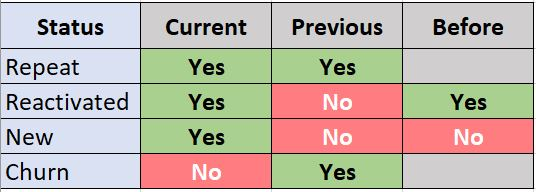 Status Current Previous Before
Repeat Yes Yes
Reactivated Yes No Yes
New Yes No No
Churn No Yes